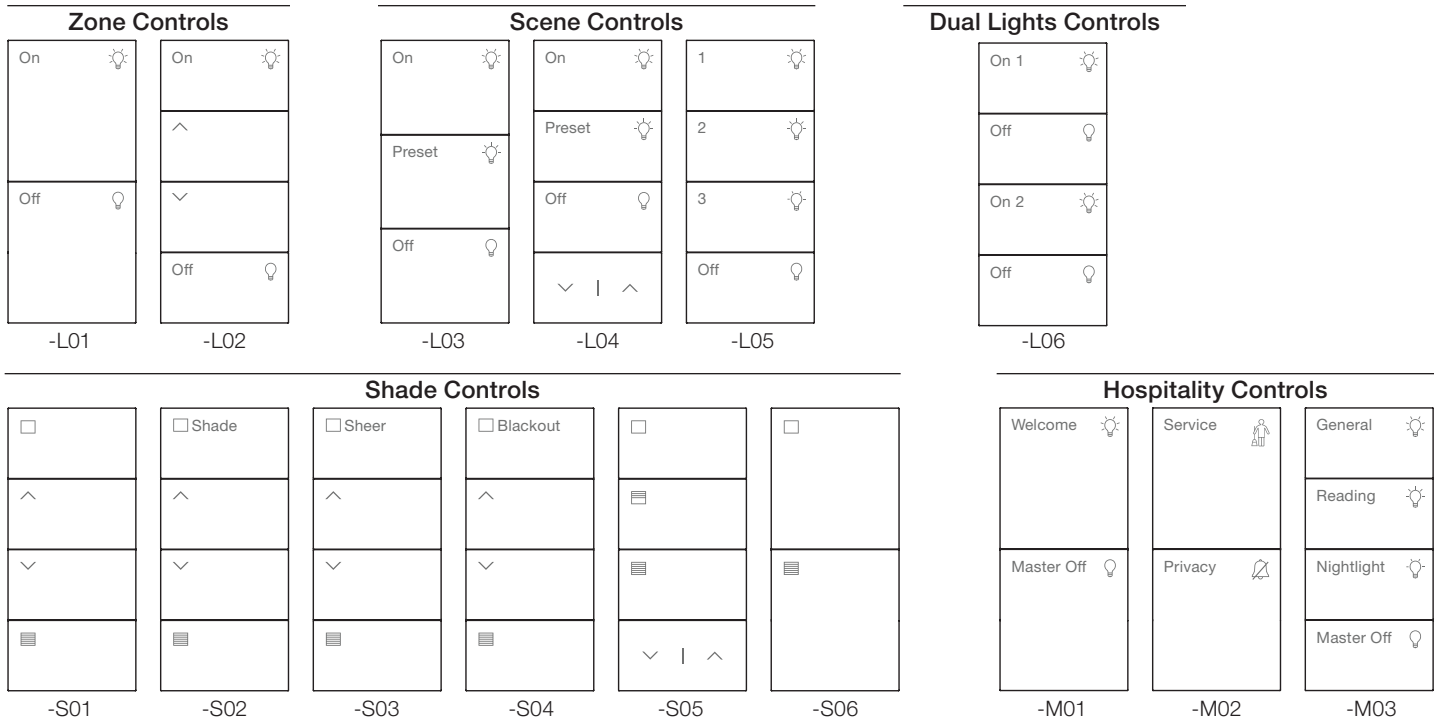 Zone Controls
Scene Controls
Dual Lights Controls
On
Off
-L01
On
Off
-L02
On
Preset
Off
-L03
On
Preset
Off
-L04
1
2
3
Off
-L05
On 1
Off
On 2
Off
-L06
Shade Controls
Hospitality Controls
-S01
Shade
-S02
Sheer
-S03
Blackout
-S04
-S05
-S06
Welcome
Master Off
-M01
Service
Privacy
-M02
General
Reading
Nightlight
Master Off
-M03